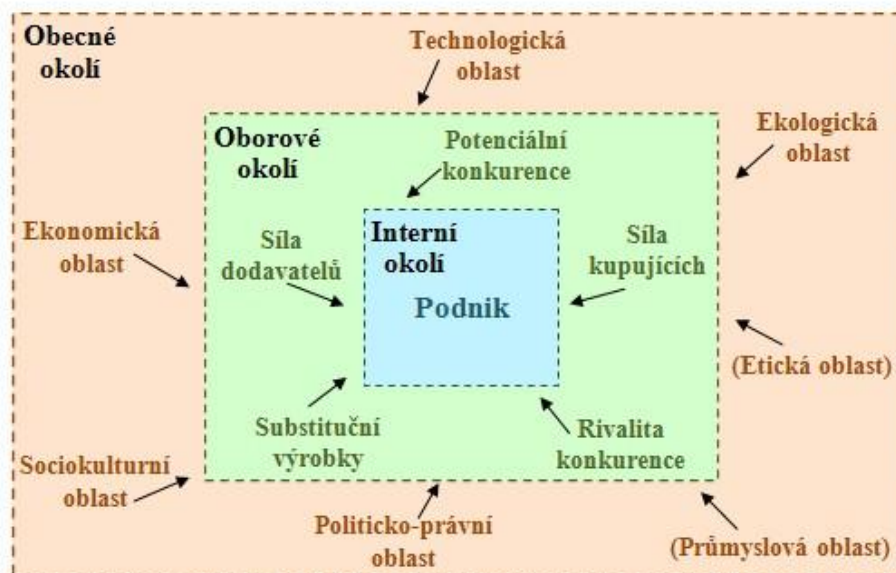 Obecné
okolí
Technologická
oblast
Ekologická
oblast
Oborové
okolí
Potenciální
konkurence
Ekonomická
oblast
Síla
dodavatelů
Interní
okolí
Podnik
Síla
kupujících
(Etická oblast)
Substituční
výrobky
Rivalita
konkurence
Sociokulturní
oblast
Politicko-právní
oblast
(Průmyslová oblast)